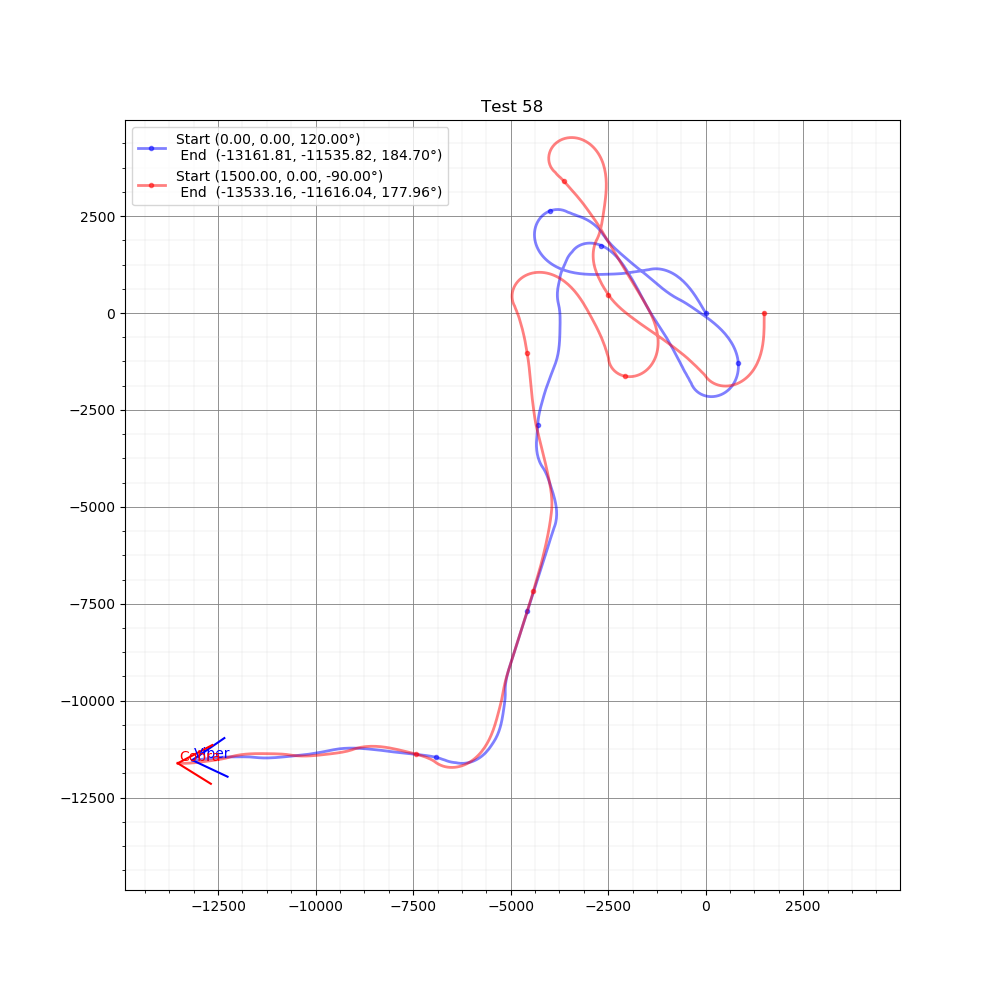 Test 58
Start (0.00, 0.00, 120.00°)
End (-13161.81, -11535.82, 184.70°)
Start (1500.00, 0.00, -90.00°)
End (-13533.16, -11616.04, 177.96°)
2500
0
−2500
−5000
−7500
−10000
−12500
Viper
−12500 −10000 −7500 −5000 −2500 0 2500